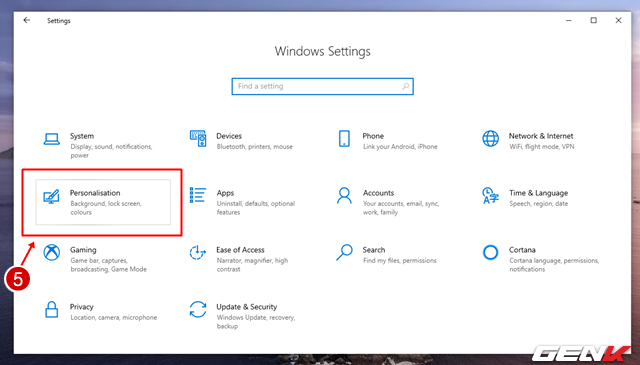 Settings
Windows Settings
Find a setting
System
Display, sound, notifications,
power
Devices
Bluetooth, printers, mouse
Phone
Link your Android, iPhone
Network & Internet
WiFi, flight mode, VPN
Personalisation
Background, lock screen,
colours
Apps
Uninstall, defaults, optional
features
Accounts
Your accounts, email, sync,
work, family
Time & Language
Speech, region, date
5
Gaming
Game bar, captures,
broadcasting, Game Mode
Ease of Access
Narrator, magnifier, high
contrast
Search
Find my files, permissions
Cortana
Cortana language, permissions,
notifications
Privacy
Location, camera, microphone
Update & Security
Windows Update, recovery,
backup
GENK